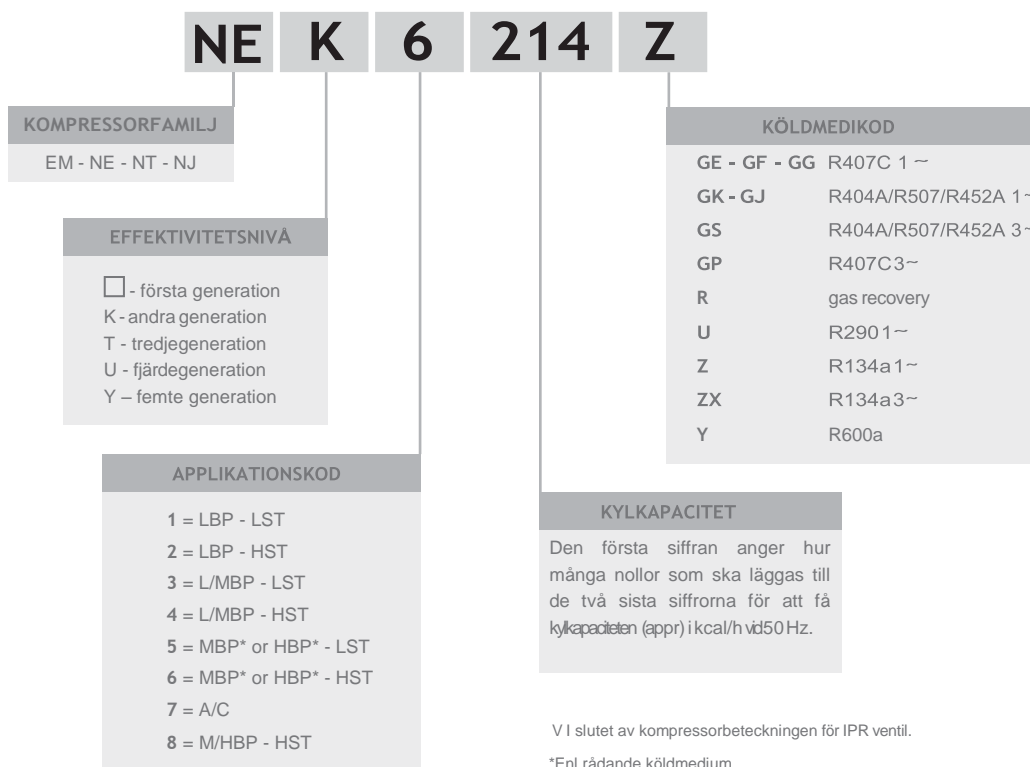 NE K 6 214 Z
KOMPRESSORFAMILJ
EM - NE - NT - NJ
EFFEKTIVITETSNIVÅ
☐ - första generation
K - andra generation
T - tredjegeneration
U - fjärdegeneration
Y – femte generation
APPLIKATIONSKOD
1 = LBP - LST
2 = LBP - HST
3 = L/MBP - LST
4 = L/MBP - HST
5 = MBP* or HBP* - LST
6 = MBP* or HBP* - HST
7 = A/C
8 = M/HBP - HST
KYLKAPACITET
Den första siffran anger hur
många nollor som ska läggas till
de två sista siffrorna för att få
kylkapaciteten (appr) i kcal/h vid50 Hz.
KÖLDMEDIKOD
GE - GF - GG R407C 1 ~
GK - GJ R404A/R507/R452A 1~
GS R404A/R507/R452A 3~
GP R407C3~
R gas recovery
U R2901~
Z R134a1~
ZX R134a3~
Y R600a
V I slutet av kompressorbeteckningen för IPR ventil.
*Enl rådande köldmedium